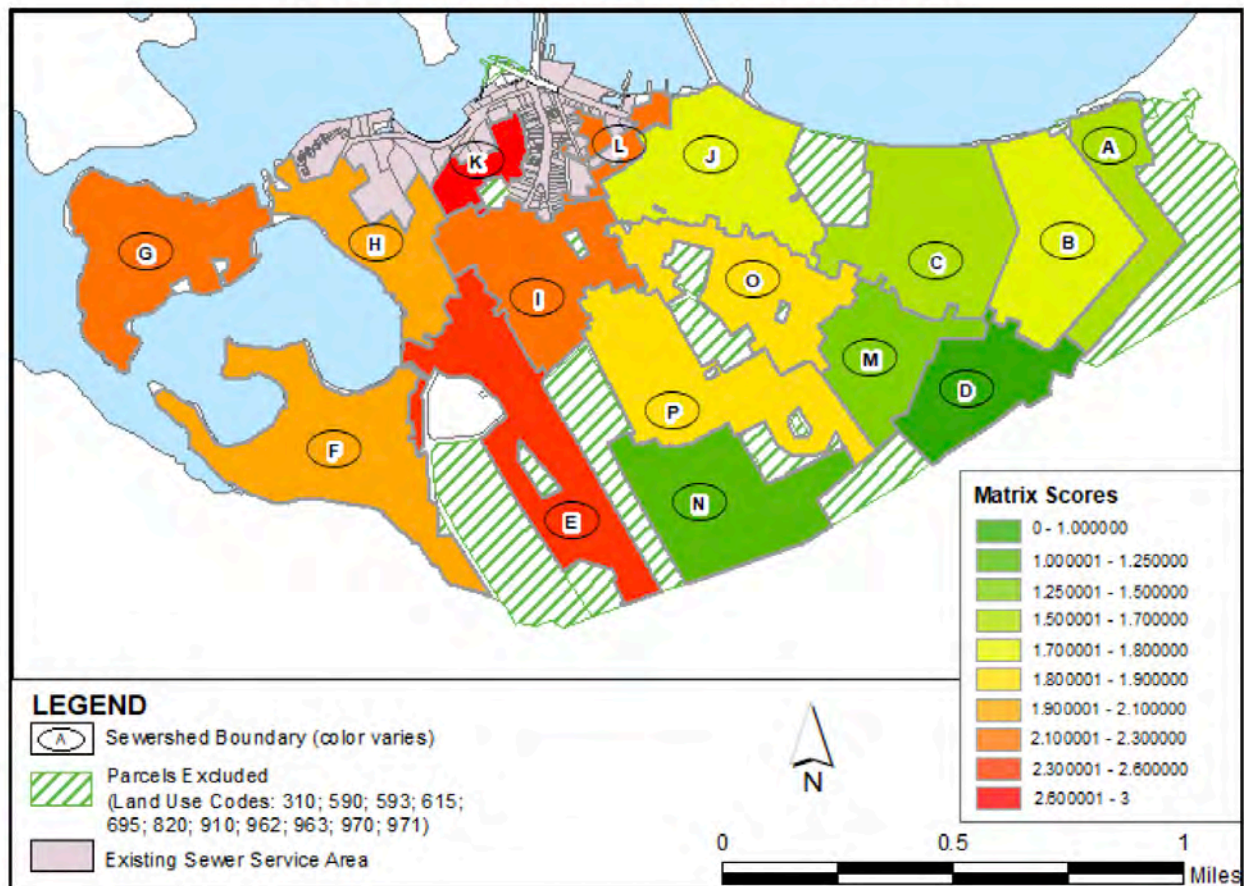 K
L
J
A
G
H
B
C
O
I
M
D
P
F
N
E
Matrix Scores
0 - 1.000000
1.000001 - 1.250000
1.250001 - 1.500000
1.500001 - 1.700000
1.700001 - 1.800000
1.800001 - 1.900000
1.900001 - 2.100000
2.100001 - 2.300000
2.300001 - 2.600000
2.600001 - 3
LEGEND
A Sewershed Boundary (color varies)
Parcels Excluded
(Land Use Codes: 310; 590; 593; 615;
695; 820; 910; 962; 963; 970; 971)
Existing Sewer Service Area
N
0 0.5 1
Miles